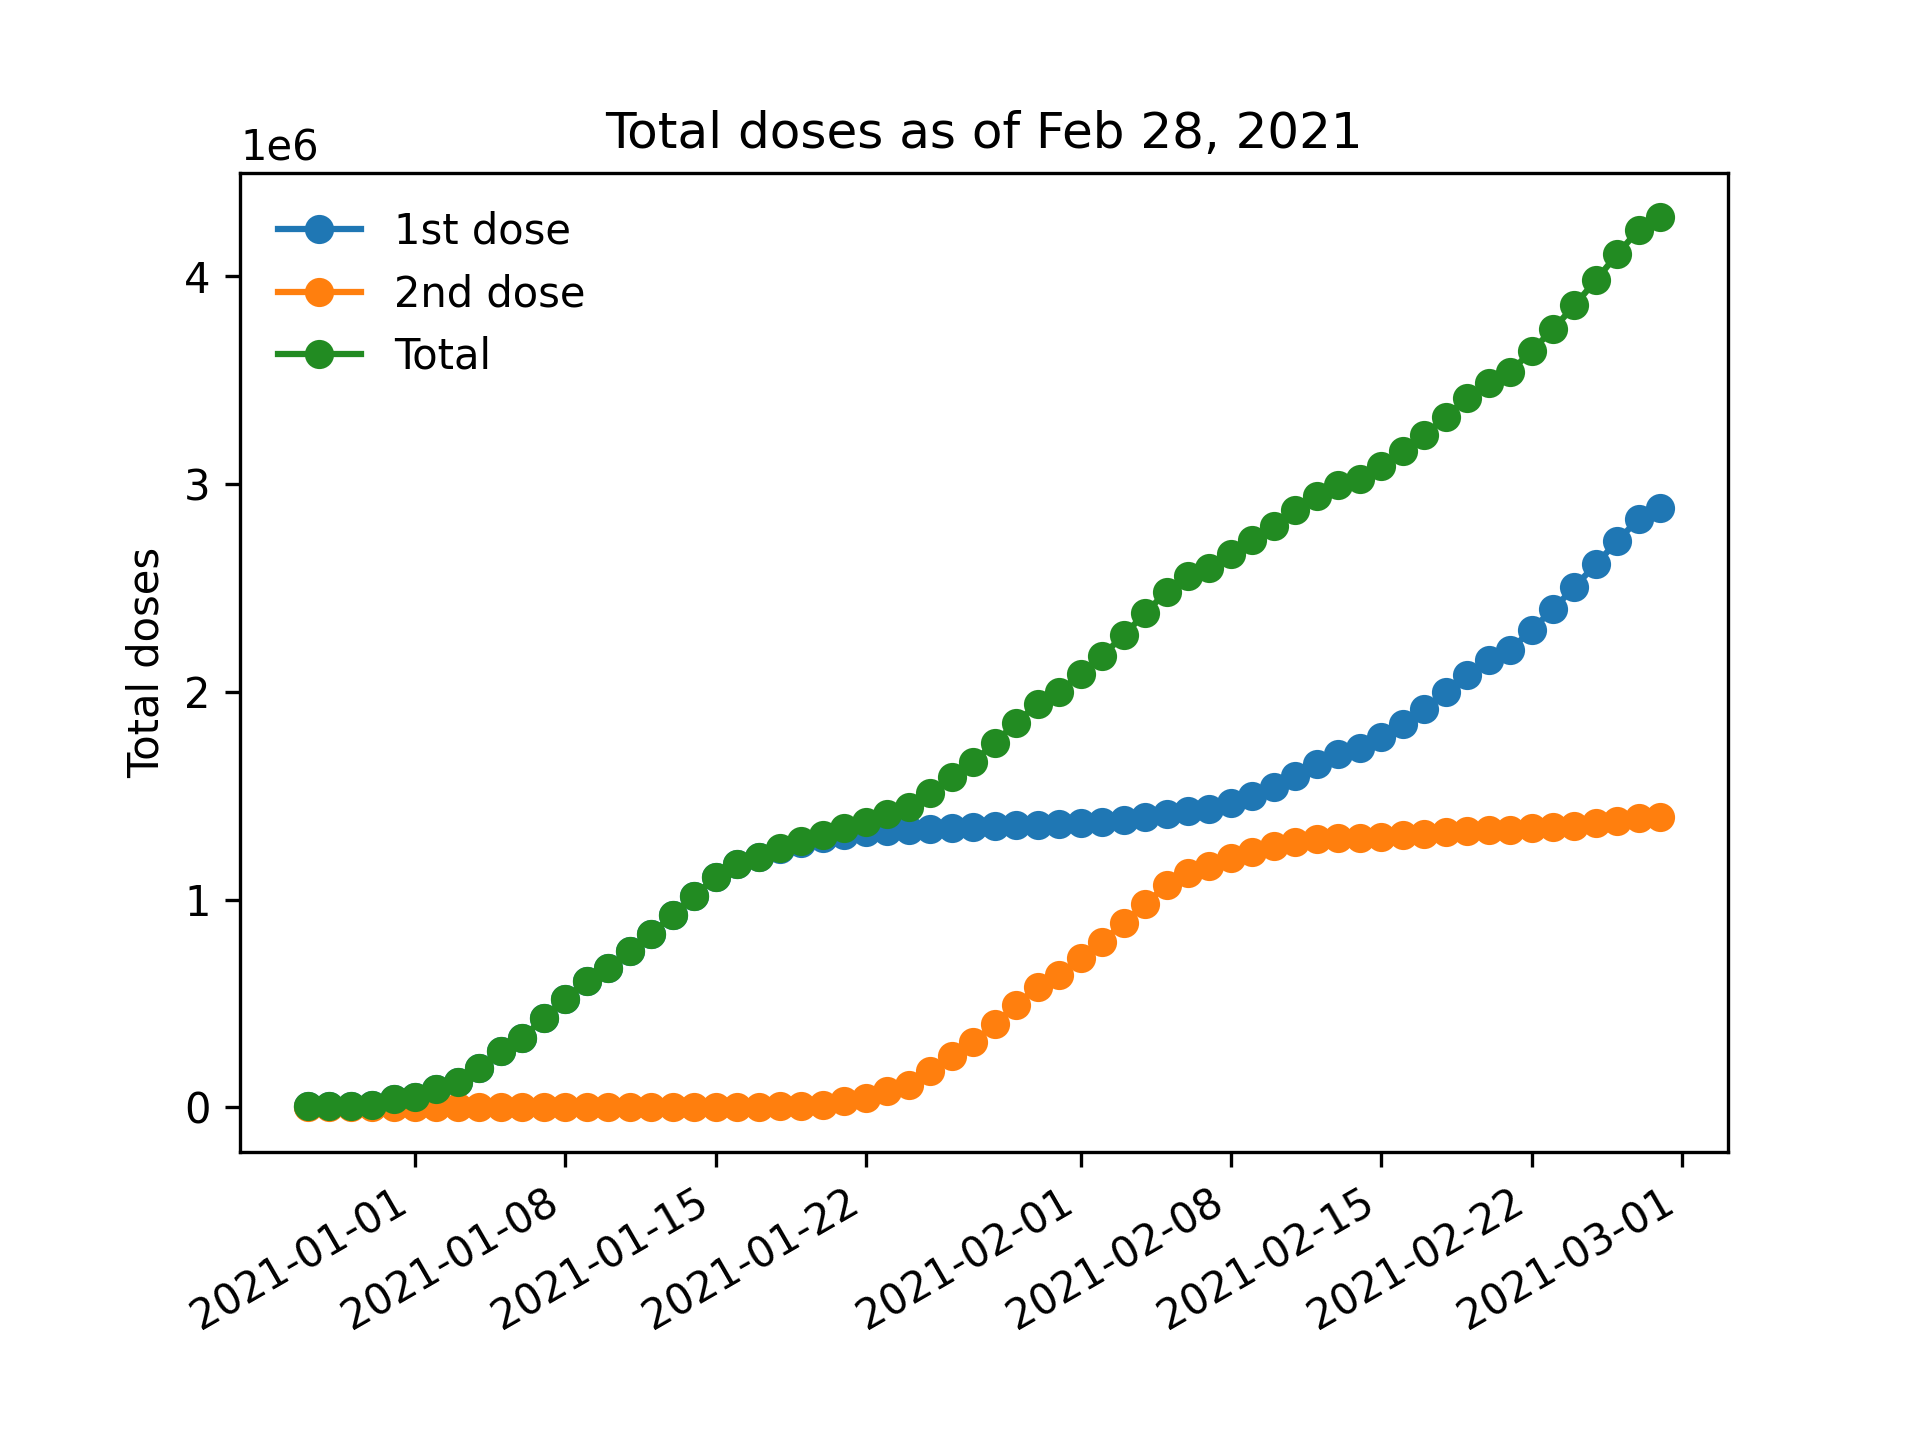 Total doses as of Feb 28, 2021
1e6
1st dose
2nd dose
Total
4
3
2
1
0
Total doses
2021-01-01
2021-01-08
2021-01-15
2021-01-22
2021-02-01
2021-02-08
2021-02-15
2021-02-22
2021-03-01